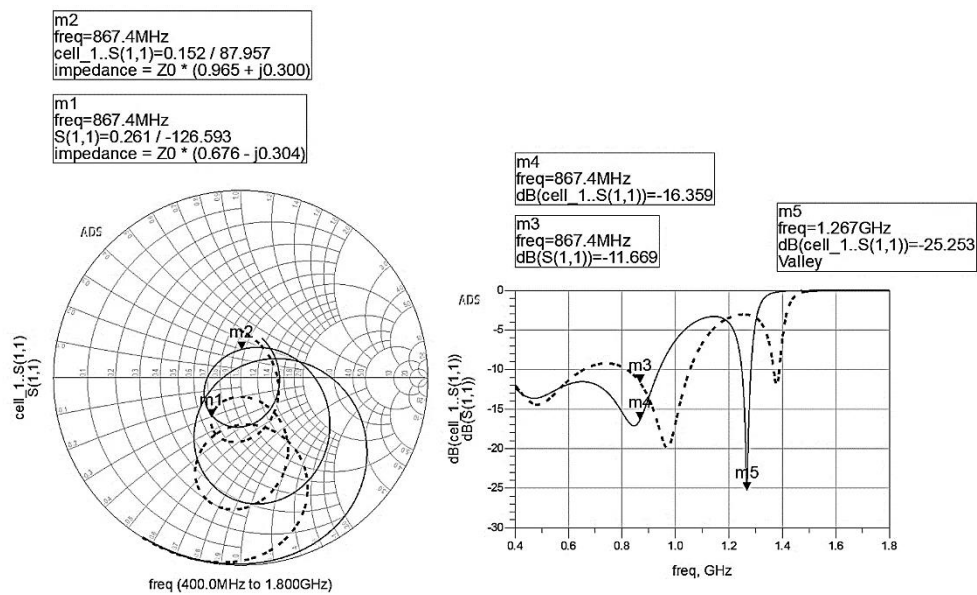 m2
freq=867.4MHz
cell_1..S(1,1)=0.152 / 87.957
impedance = Z0 * (0.965 + j0.300)
m1
freq=867.4MHz
S(1,1)=0.261 / -126.593
impedance = Z0 * (0.676 - j0.304)
ADS
m2
m1
cell_1..S(1,1)
S(1,1)
freq (400.0MHz to 1.800GHz)
m4
freq=867.4MHz
dB(cell_1..S(1,1))=-16.359
m3
freq=867.4MHz
dB(S(1,1))=-11.669
m5
freq=1.267GHz
dB(cell_1..S(1,1))=-25.253
Valley
ADS
0
-5
-10
-15
-20
-25
-30
m3
m4
m5
dB(cell_1..S(1,1))
dB(S(1,1))
0.4 0.6 0.8 1.0 1.2 1.4 1.6 1.8
freq, GHz